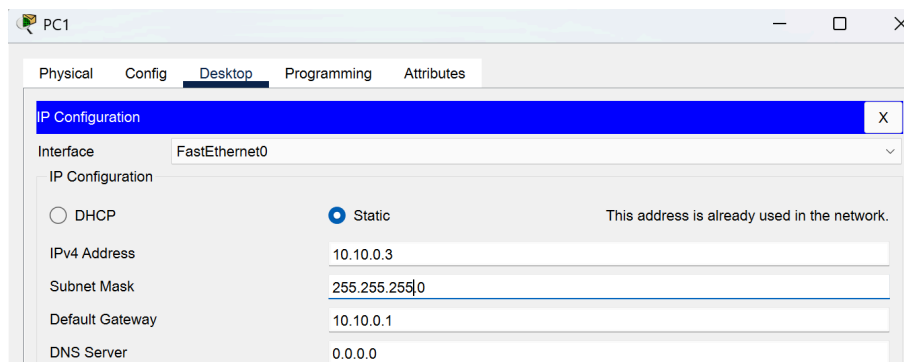 PC1
Physical Config Desktop Programming Attributes
IP Configuration X
Interface FastEthernet0
IP Configuration
DHCP Static This address is already used in the network.
IPv4 Address 10.10.0.3
Subnet Mask 255.255.255.0
Default Gateway 10.10.0.1
DNS Server 0.0.0.0